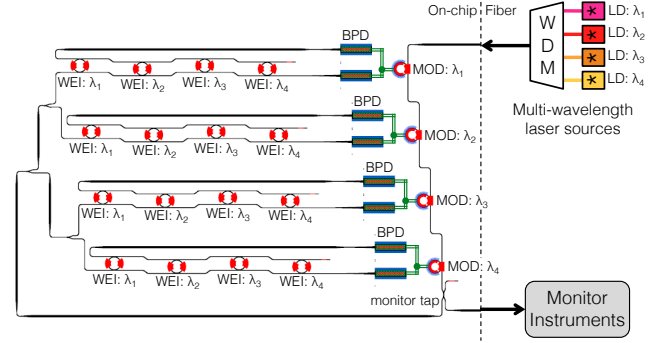 On-chip
Fiber
W
D
M
LD: λ₁
LD: λ₂
LD: λ₃
LD: λ₄
Multi-wavelength
laser sources
BPD
MOD: λ₁
WEI: λ₁
WEI: λ₂
WEI: λ₃
WEI: λ₄
BPD
MOD: λ₂
WEI: λ₁
WEI: λ₂
WEI: λ₃
WEI: λ₄
BPD
MOD: λ₃
WEI: λ₁
WEI: λ₂
WEI: λ₃
WEI: λ₄
BPD
MOD: λ₄
WEI: λ₁
WEI: λ₂
WEI: λ₃
WEI: λ₄
monitor tap
Monitor
Instruments